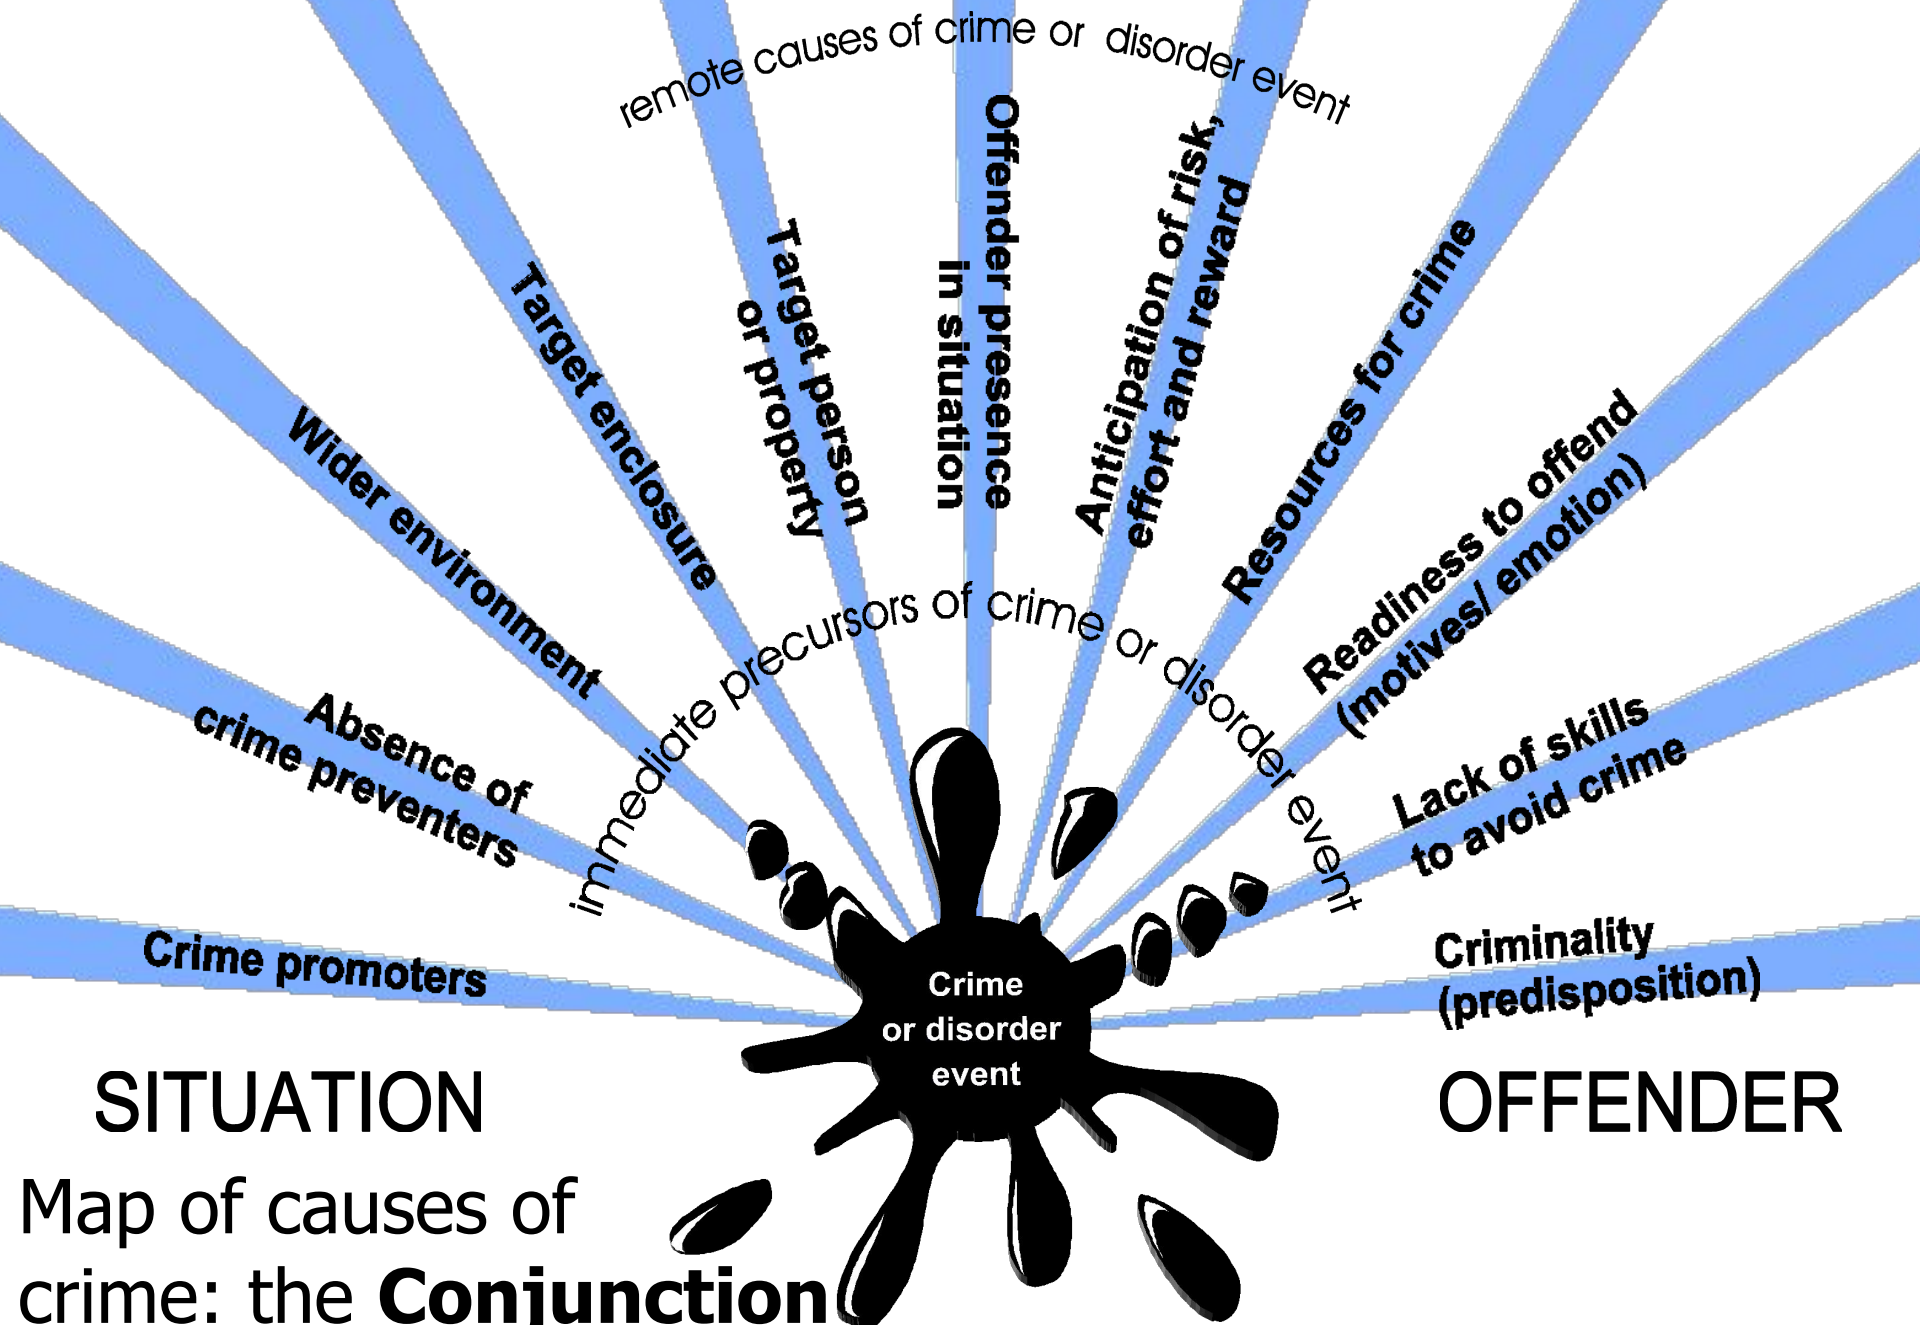 remote causes of crime or disorder event
Crime promoters
Absence of
crime preventers
Wider environment
Target enclosure
Target person
or property
Offender presence
in situation
Anticipation of risk,
effort and reward
Resources for crime
Readiness to offend
(motives/ emotion)
Lack of skills
to avoid crime
Criminality
(predisposition)
immediate precursors of crime or disorder event
Crime
or disorder
event
SITUATION
OFFENDER
Map of causes of
crime: the Conjunction